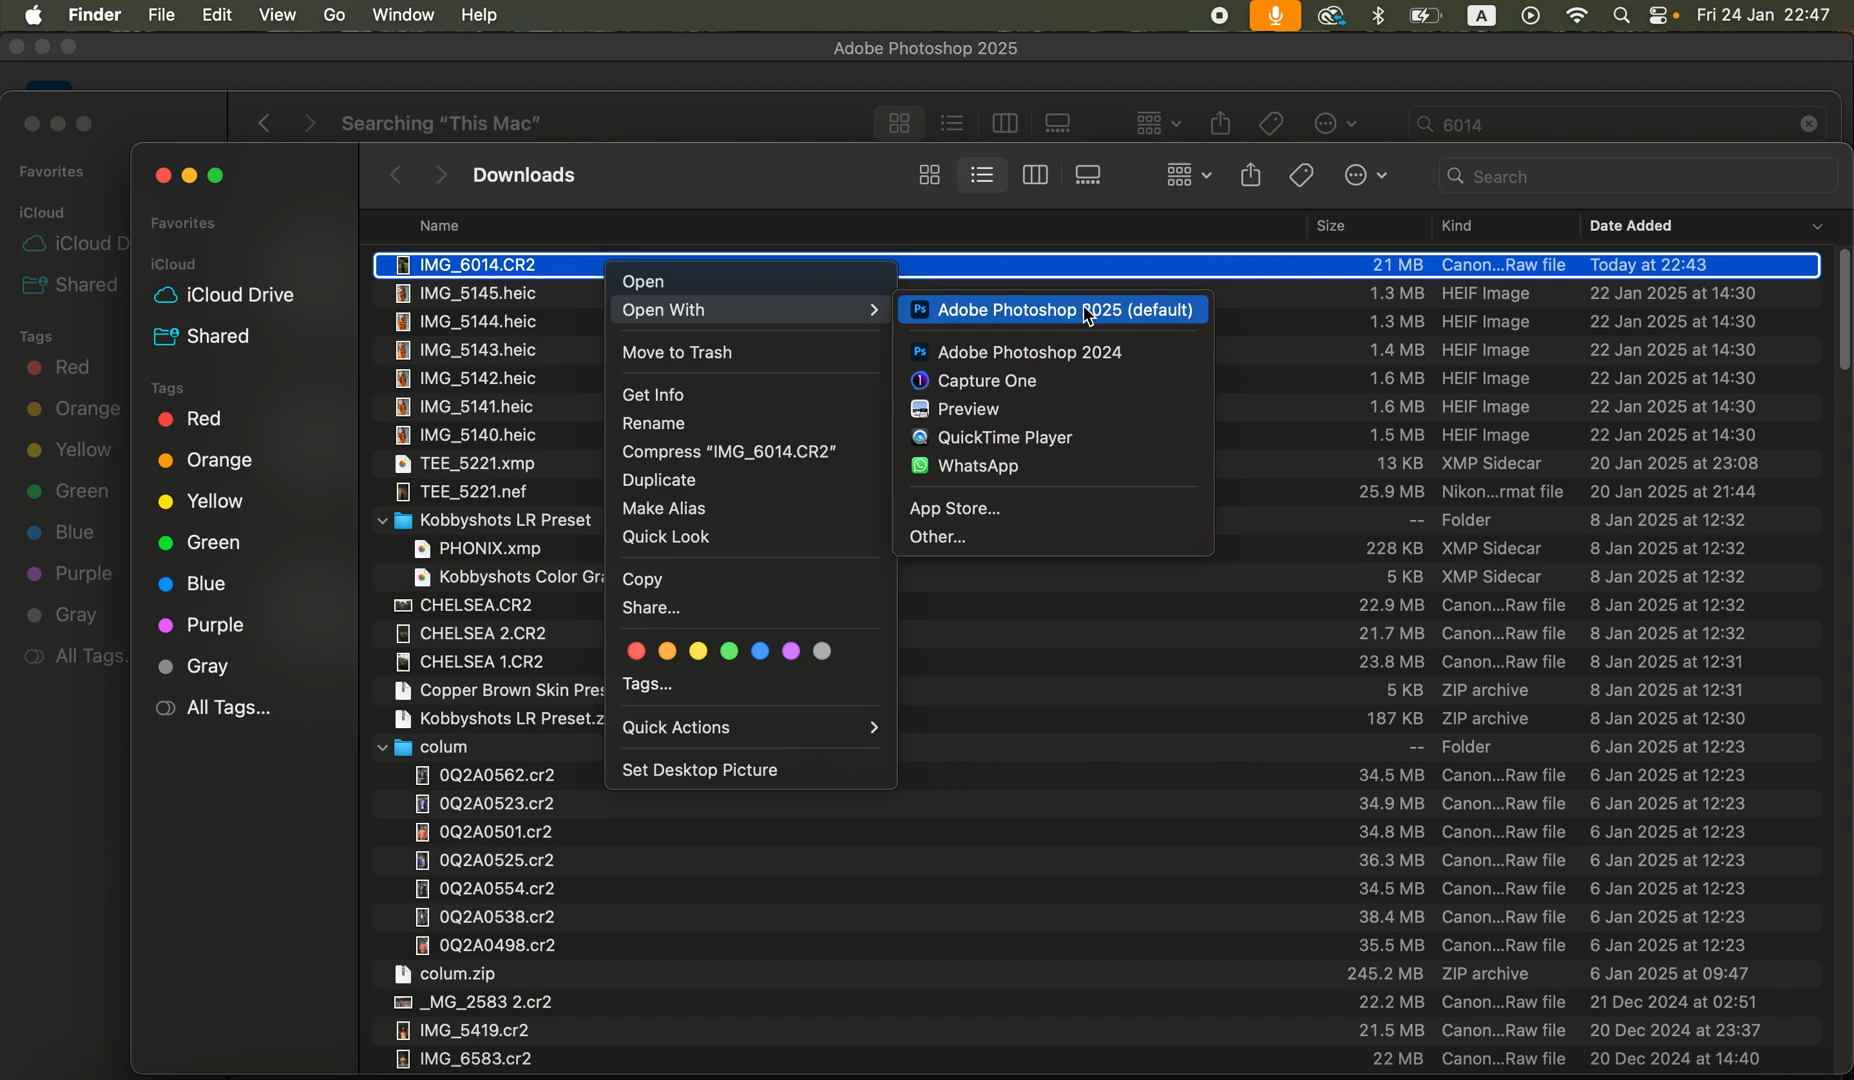 Finder File Edit View Go Window Help A Fri 24 Jan 22:47
Adobe Photoshop 2025
Searching “This Mac” 6014
Favorites
iCloud
iCloud D
Shared
Tags
Red
Orange
Yellow
Green
Blue
Purple
Gray
All Tags.
Downloads Search
Favorites
iCloud
iCloud Drive
Shared
Tags
Red
Orange
Yellow
Green
Blue
Purple
Gray
All Tags...
Name Size Kind Date Added
IMG_6014.CR2 21 MB Canon...Raw file Today at 22:43
IMG_5145.heic 1.3 MB HEIF Image 22 Jan 2025 at 14:30
IMG_5144.heic 1.3 MB HEIF Image 22 Jan 2025 at 14:30
IMG_5143.heic 1.4 MB HEIF Image 22 Jan 2025 at 14:30
IMG_5142.heic 1.6 MB HEIF Image 22 Jan 2025 at 14:30
IMG_5141.heic 1.6 MB HEIF Image 22 Jan 2025 at 14:30
IMG_5140.heic 1.5 MB HEIF Image 22 Jan 2025 at 14:30
TEE_5221.xmp 13 KB XMP Sidecar 20 Jan 2025 at 23:08
TEE_5221.nef 25.9 MB Nikon...rmat file 20 Jan 2025 at 21:44
Kobbyshots LR Preset -- Folder 8 Jan 2025 at 12:32
PHONIX.xmp 228 KB XMP Sidecar 8 Jan 2025 at 12:32
Kobbyshots Color Gra 5 KB XMP Sidecar 8 Jan 2025 at 12:32
CHELSEA.CR2 22.9 MB Canon...Raw file 8 Jan 2025 at 12:32
CHELSEA 2.CR2 21.7 MB Canon...Raw file 8 Jan 2025 at 12:32
CHELSEA 1.CR2 23.8 MB Canon...Raw file 8 Jan 2025 at 12:31
Copper Brown Skin Pres 5 KB ZIP archive 8 Jan 2025 at 12:31
Kobbyshots LR Preset.z 187 KB ZIP archive 8 Jan 2025 at 12:30
colum -- Folder 6 Jan 2025 at 12:23
0Q2A0562.cr2 34.5 MB Canon...Raw file 6 Jan 2025 at 12:23
0Q2A0523.cr2 34.9 MB Canon...Raw file 6 Jan 2025 at 12:23
0Q2A0501.cr2 34.8 MB Canon...Raw file 6 Jan 2025 at 12:23
0Q2A0525.cr2 36.3 MB Canon...Raw file 6 Jan 2025 at 12:23
0Q2A0554.cr2 34.5 MB Canon...Raw file 6 Jan 2025 at 12:23
0Q2A0538.cr2 38.4 MB Canon...Raw file 6 Jan 2025 at 12:23
0Q2A0498.cr2 35.5 MB Canon...Raw file 6 Jan 2025 at 12:23
colum.zip 245.2 MB ZIP archive 6 Jan 2025 at 09:47
_MG_2583 2.cr2 22.2 MB Canon...Raw file 21 Dec 2024 at 02:51
IMG_5419.cr2 21.5 MB Canon...Raw file 20 Dec 2024 at 23:37
IMG_6583.cr2 22 MB Canon...Raw file 20 Dec 2024 at 14:40
Open
Open With
Move to Trash
Get Info
Rename
Compress “IMG_6014.CR2”
Duplicate
Make Alias
Quick Look
Copy
Share...
Tags...
Quick Actions
Set Desktop Picture
Ps Adobe Photoshop 2025 (default)
Ps Adobe Photoshop 2024
Capture One
Preview
QuickTime Player
WhatsApp
App Store...
Other...